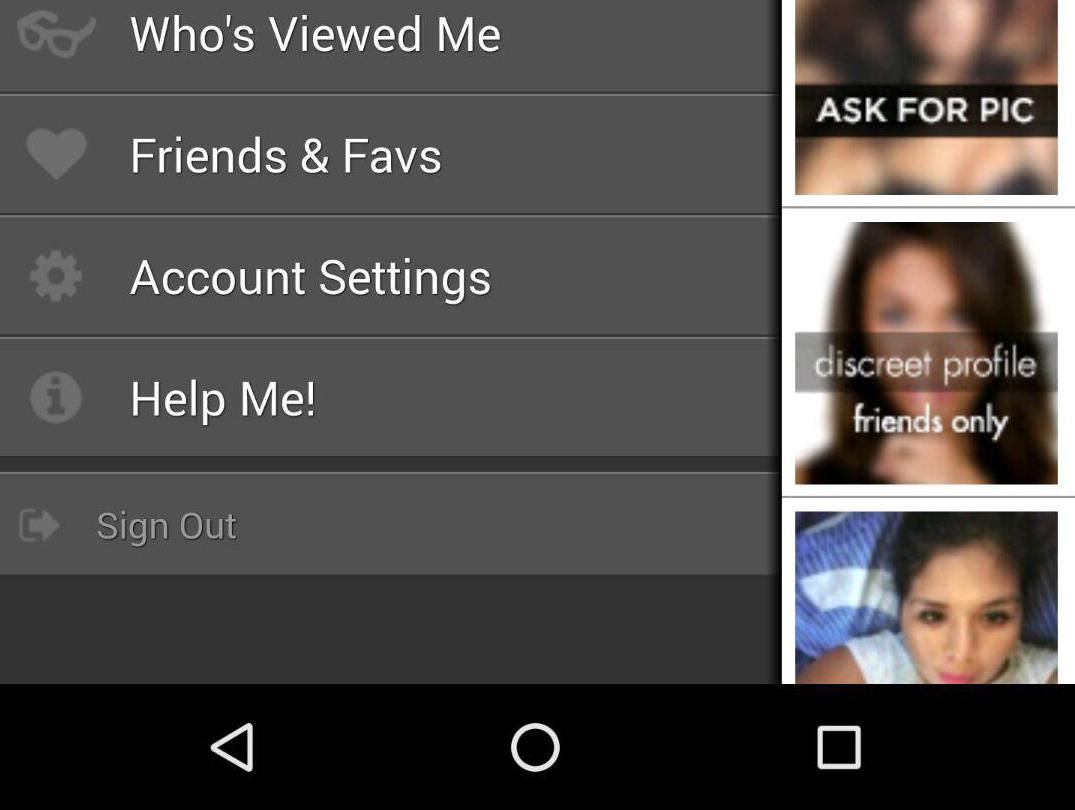 Who's Viewed Me
Friends & Favs
Account Settings
Help Me!
Sign Out
ASK FOR PIC
discreet profile
friends only